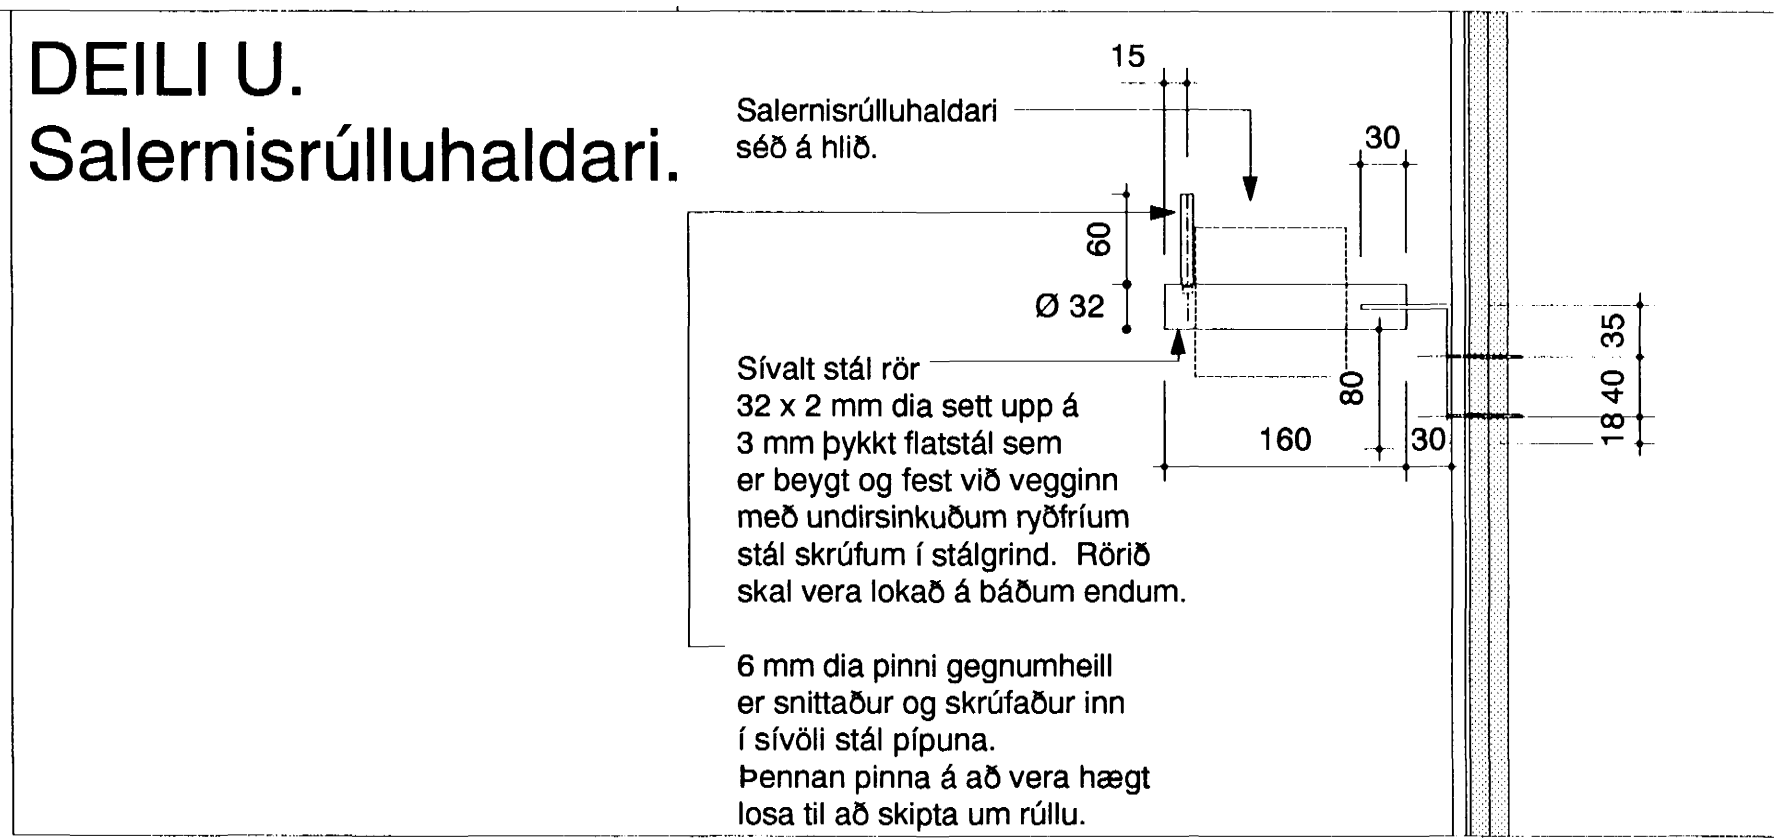 DEILI U.
Salernisrúlluhaldari.
Salernisrúlluhaldari
séð á hlið.
15
30
60
Ø 32
80
160
30
35
40
18
Sívalt stál rör
32 x 2 mm dia sett upp á
3 mm þykkt flatstál sem
er beygt og fest við vegginn
með undirsinkuðum ryðfríum
stál skrúfum í stálgrind. Rörið
skal vera lokað á báðum endum.
6 mm dia pinni gegnumheill
er snittaður og skrúfaður inn
í sívöli stál pípuna.
Þennan pinna á að vera hægt
losa til að skipta um rúllu.